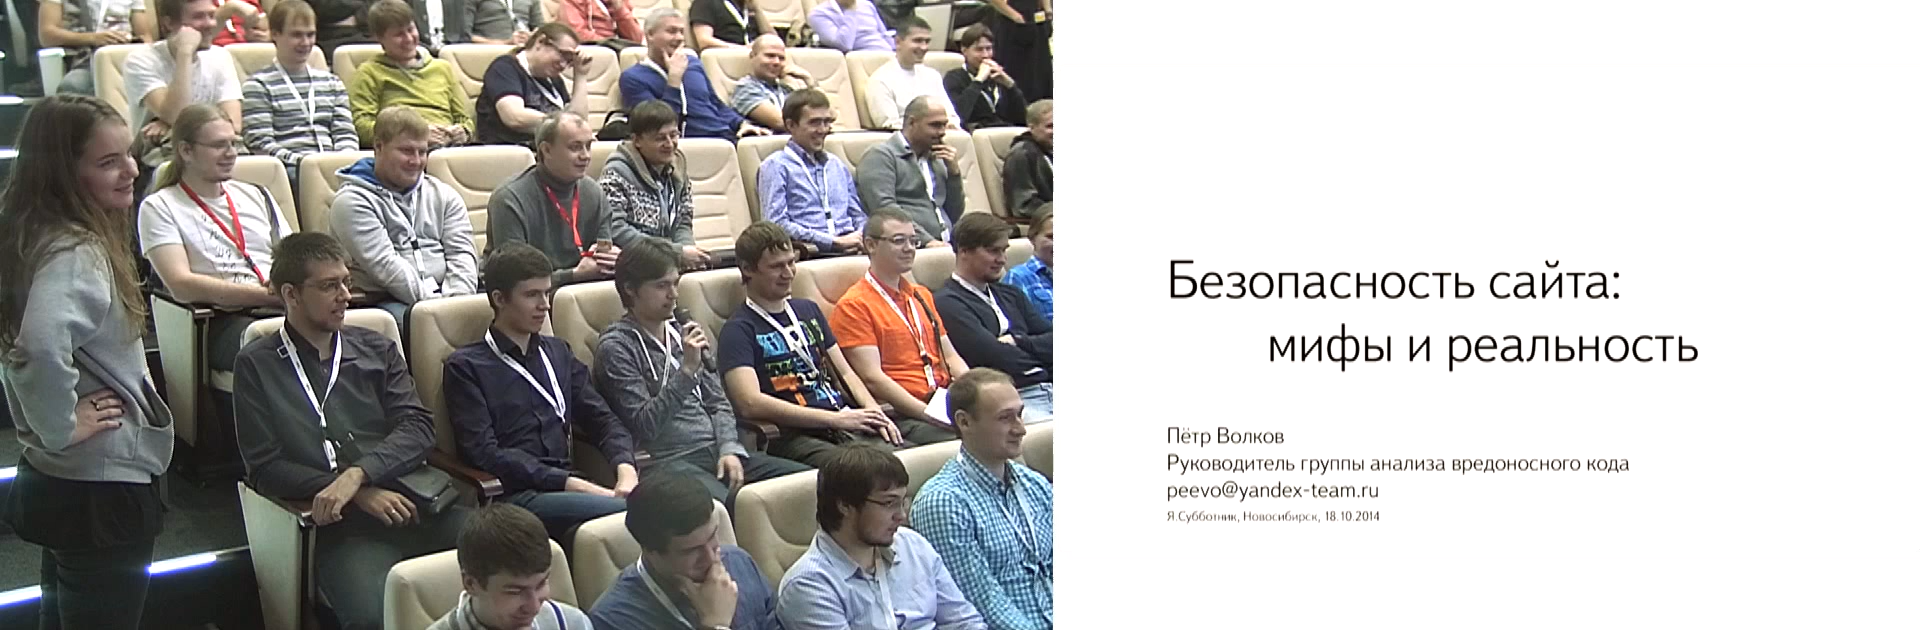 Безопасность сайта:
мифы и реальность
Пётр Волков
Руководитель группы анализа вредоносного кода
peevo@yandex-team.ru
Я.Субботник, Новосибирск, 18.10.2014